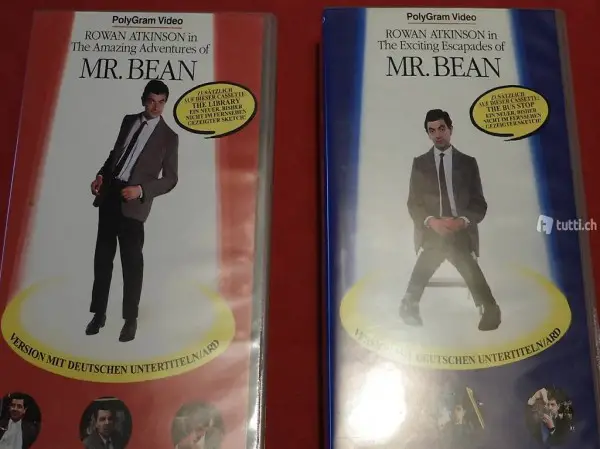 PolyGram Video
ROWAN ATKINSON in
The Amazing Adventures of
MR. BEAN
ZUSÄTZLICH
AUF DIESER CASSETTE:
THE LIBRARY
EIN NEUER, BISHER
NICHT IM FERNSEHEN
GEZEIGTER SKETCH!
VERSION MIT DEUTSCHEN UNTERTITELN/ARD
PolyGram Video
ROWAN ATKINSON in
The Exciting Escapades of
MR. BEAN
ZUSÄTZLICH
AUF DIESER CASSETTE:
THE BUS STOP
EIN NEUER, BISHER
NICHT IM FERNSEHEN
GEZEIGTER SKETCH!
VERSION MIT DEUTSCHEN UNTERTITELN/ARD
tutti.ch